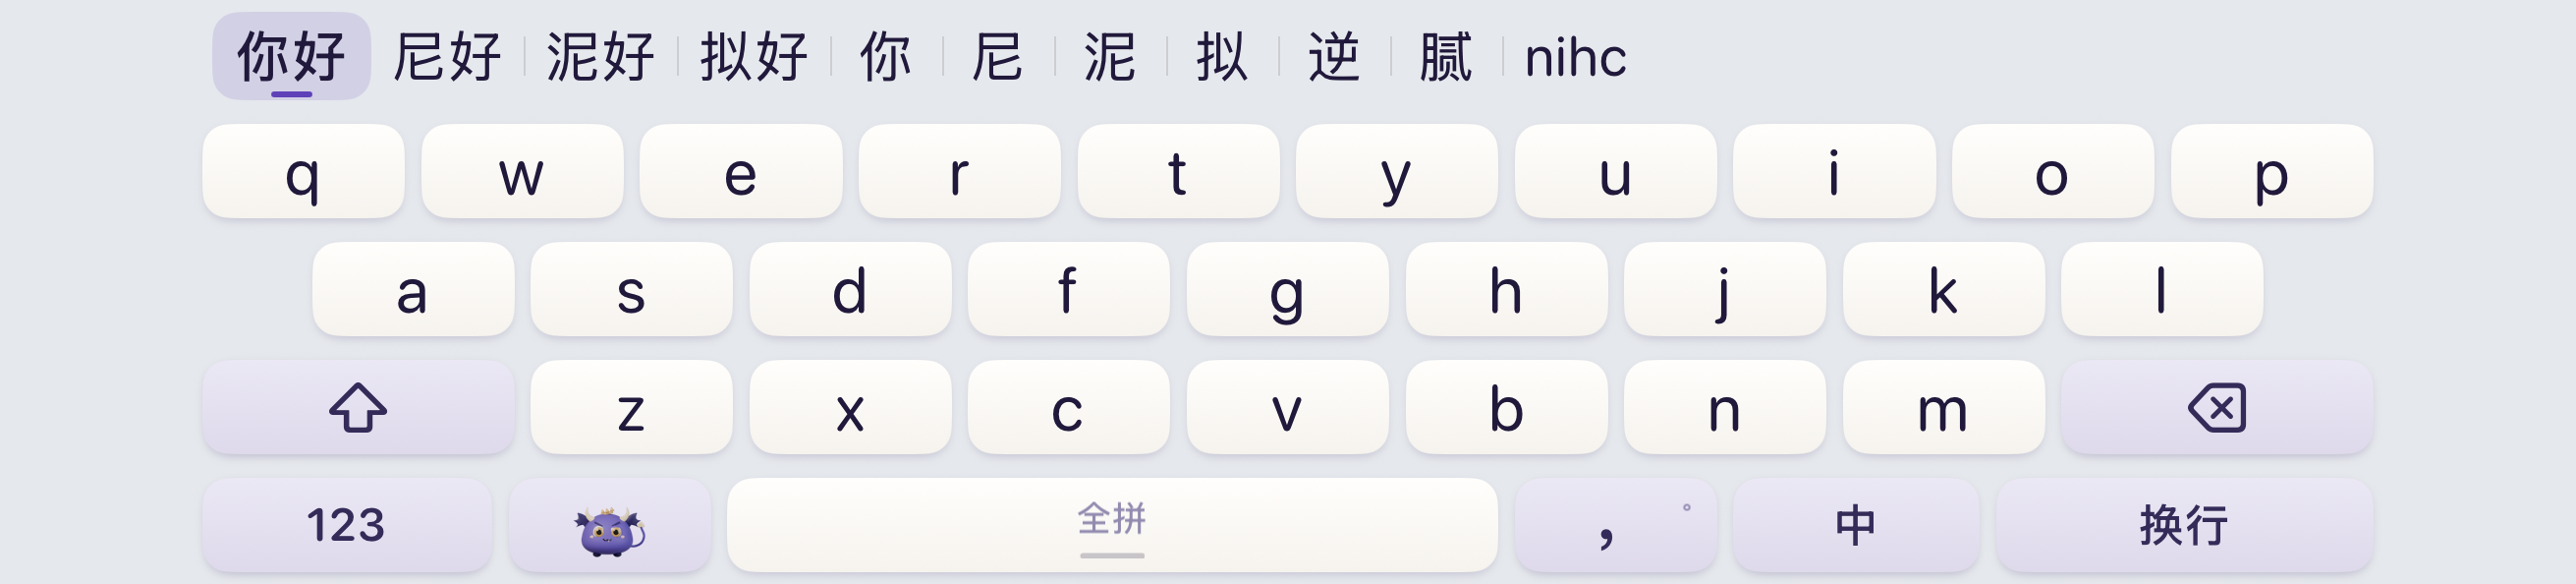 你好 尼好 泥好 拟好 你 尼 泥 拟 逆 腻 nihc
q w e r t y u i o p
a s d f g h j k l
z x c v b n m
123 全拼 ， 。 中 换行